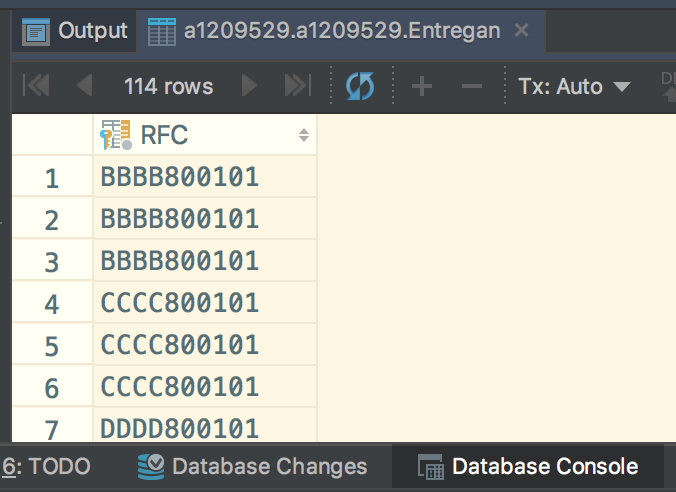 Output a1209529.a1209529.Entregan
114 rows Tx: Auto
RFC
1 BBBB800101
2 BBBB800101
3 BBBB800101
4 CCCC800101
5 CCCC800101
6 CCCC800101
7 DDDD800101
6: TODO Database Changes Database Console